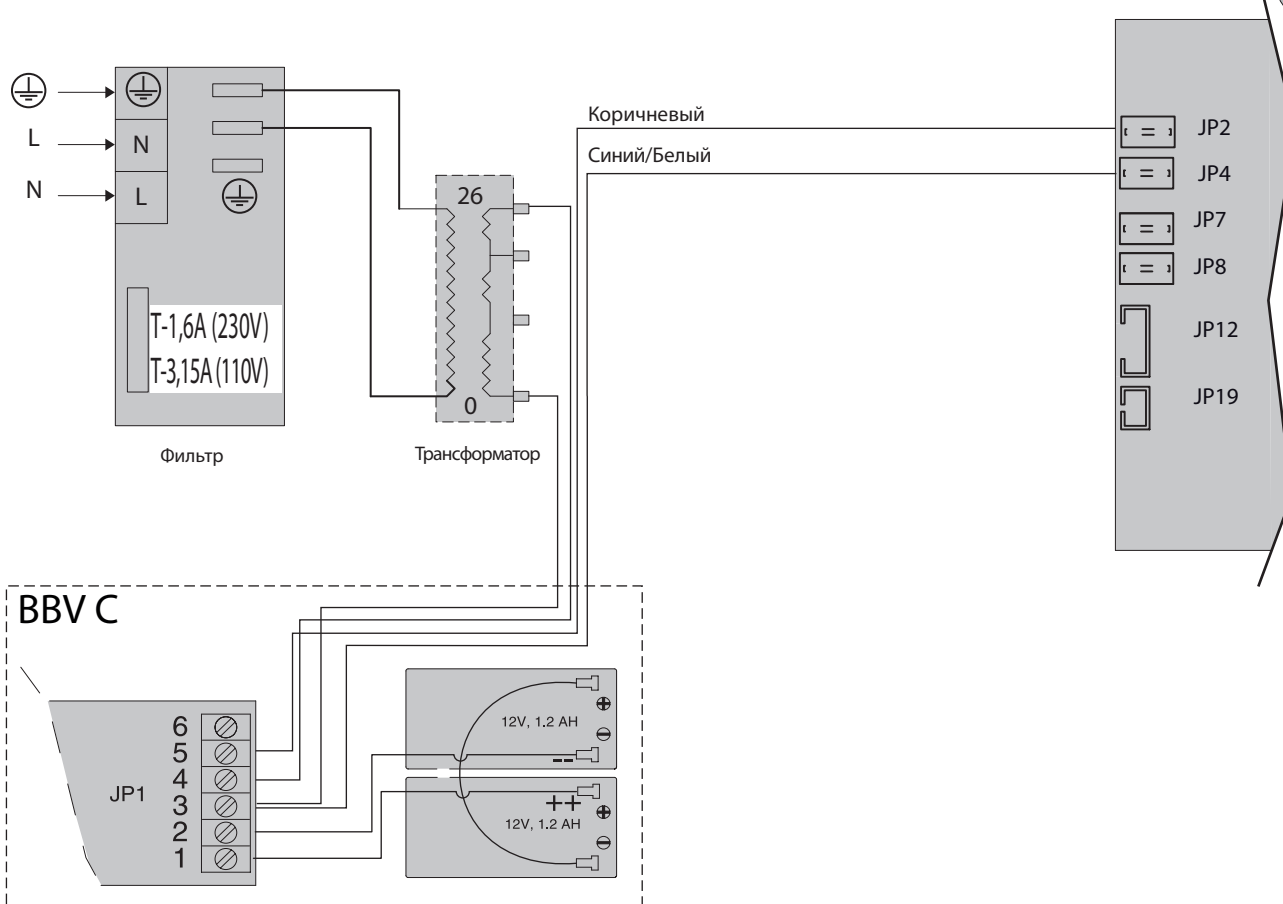 L
N
N
L
T-1,6A (230V)
T-3,15A (110V)
Фильтр
26
0
Трансформатор
Коричневый
Синий/Белый
JP2
JP4
JP7
JP8
JP12
JP19
BBV C
JP1
6
5
4
3
2
1
12V, 1.2 AH
--
++
12V, 1.2 AH